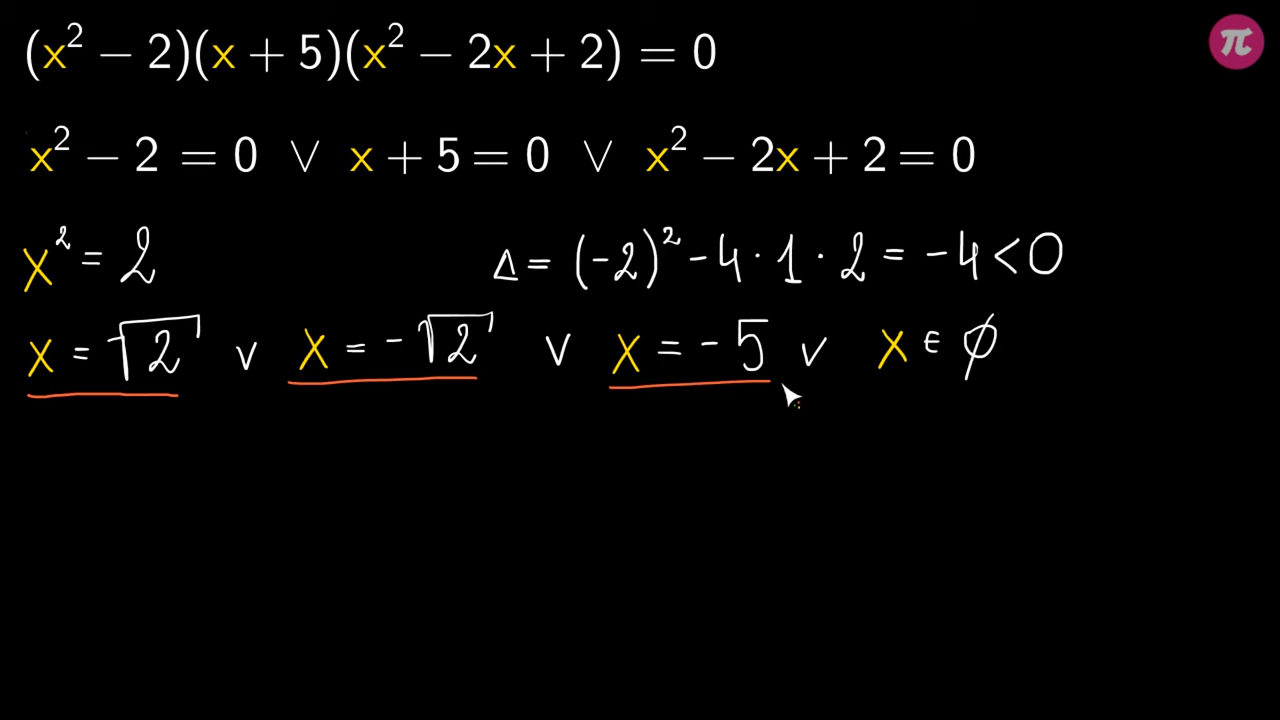 (x² − 2)(x + 5)(x² − 2x + 2) = 0
x² − 2 = 0 ∨ x + 5 = 0 ∨ x² − 2x + 2 = 0
x² = 2 Δ = (-2)² - 4 · 1 · 2 = -4 < 0
x = √2 ∨ x = -√2 ∨ x = -5 ∨ x ∈ ∅
π